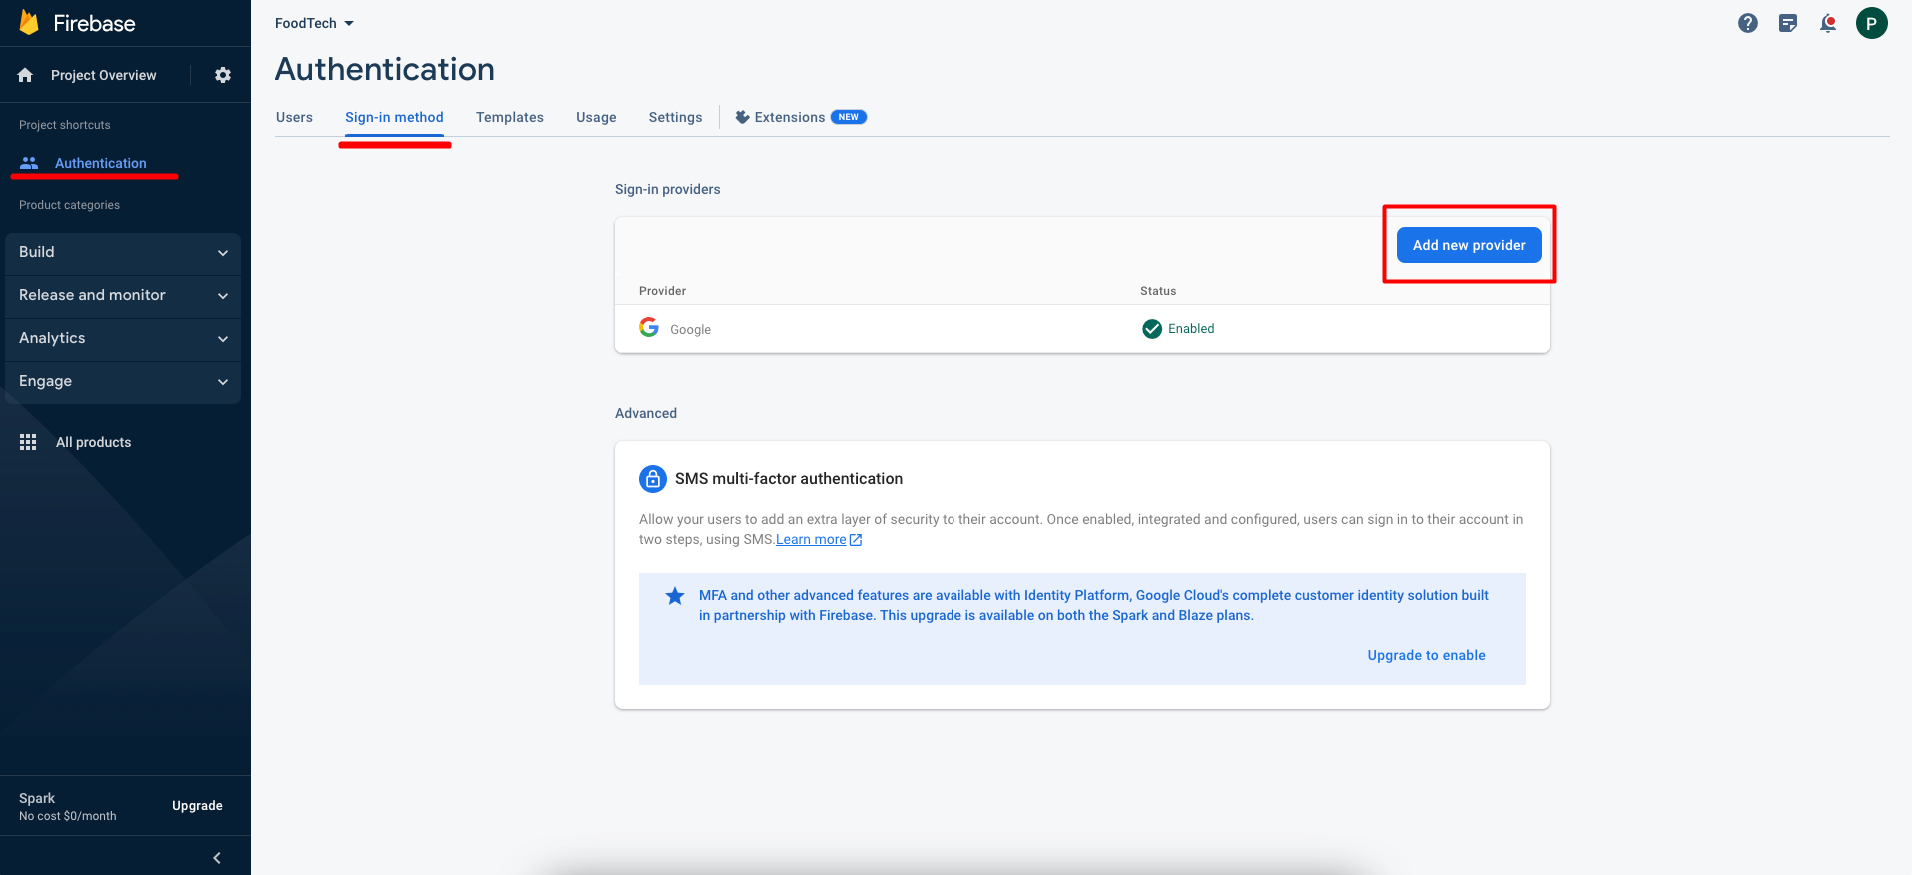 Firebase
Project Overview
Project shortcuts
Authentication
Product categories
Build
Release and monitor
Analytics
Engage
All products
Spark
No cost $0/month
Upgrade
FoodTech
P
Authentication
Users Sign-in method Templates Usage Settings Extensions NEW
Sign-in providers
Add new provider
Provider Status
Google Enabled
Advanced
SMS multi-factor authentication
Allow your users to add an extra layer of security to their account. Once enabled, integrated and configured, users can sign in to their account in
two steps, using SMS.Learn more
MFA and other advanced features are available with Identity Platform, Google Cloud's complete customer identity solution built
in partnership with Firebase. This upgrade is available on both the Spark and Blaze plans.
Upgrade to enable